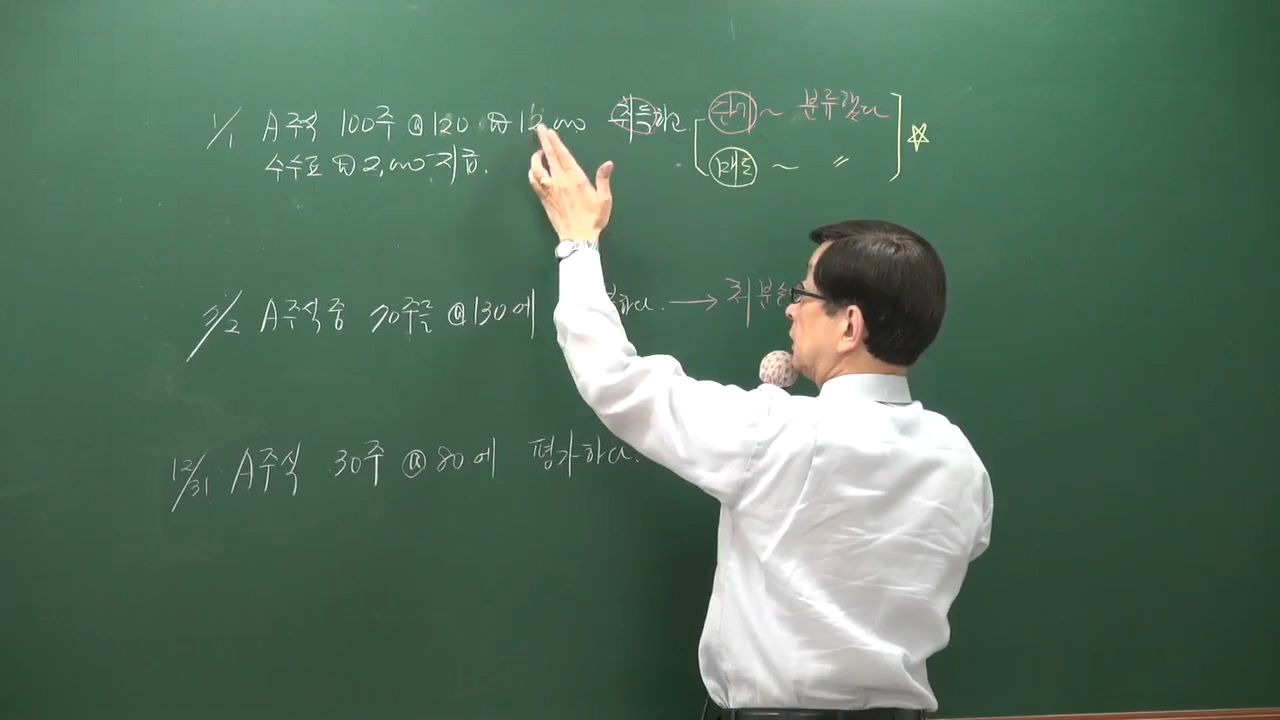 1/1 A주식 100주 @120 ₩12,000 취득하고 단기~ 분류했다
수수료 ₩2,000 지급. 매도 ~ 〃
A주식중 70주를 @130에 하다. → 처분
12/31 A주식 30주 @80에 평가하다.